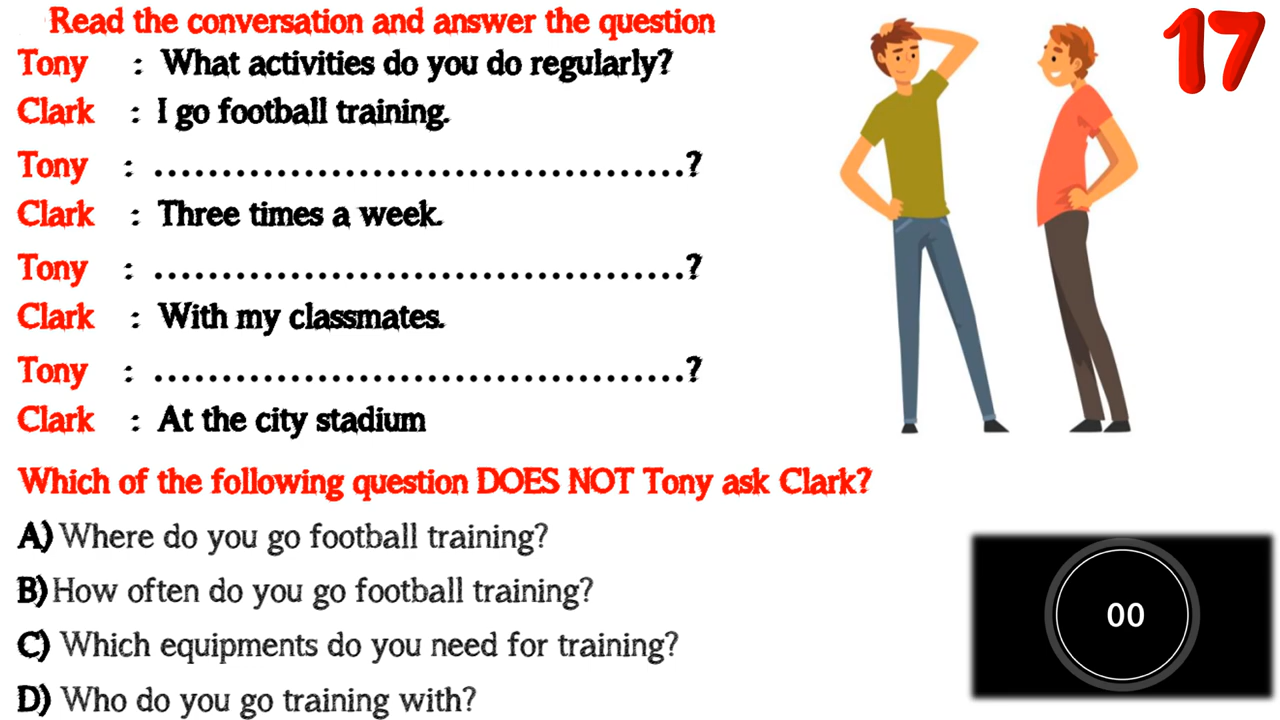 Read the conversation and answer the question
17
Tony : What activities do you do regularly?
Clark : I go football training.
Tony : .......................................?
Clark : Three times a week.
Tony : .......................................?
Clark : With my classmates.
Tony : .......................................?
Clark : At the city stadium
Which of the following question DOES NOT Tony ask Clark?
A) Where do you go football training?
B) How often do you go football training?
C) Which equipments do you need for training?
D) Who do you go training with?
00